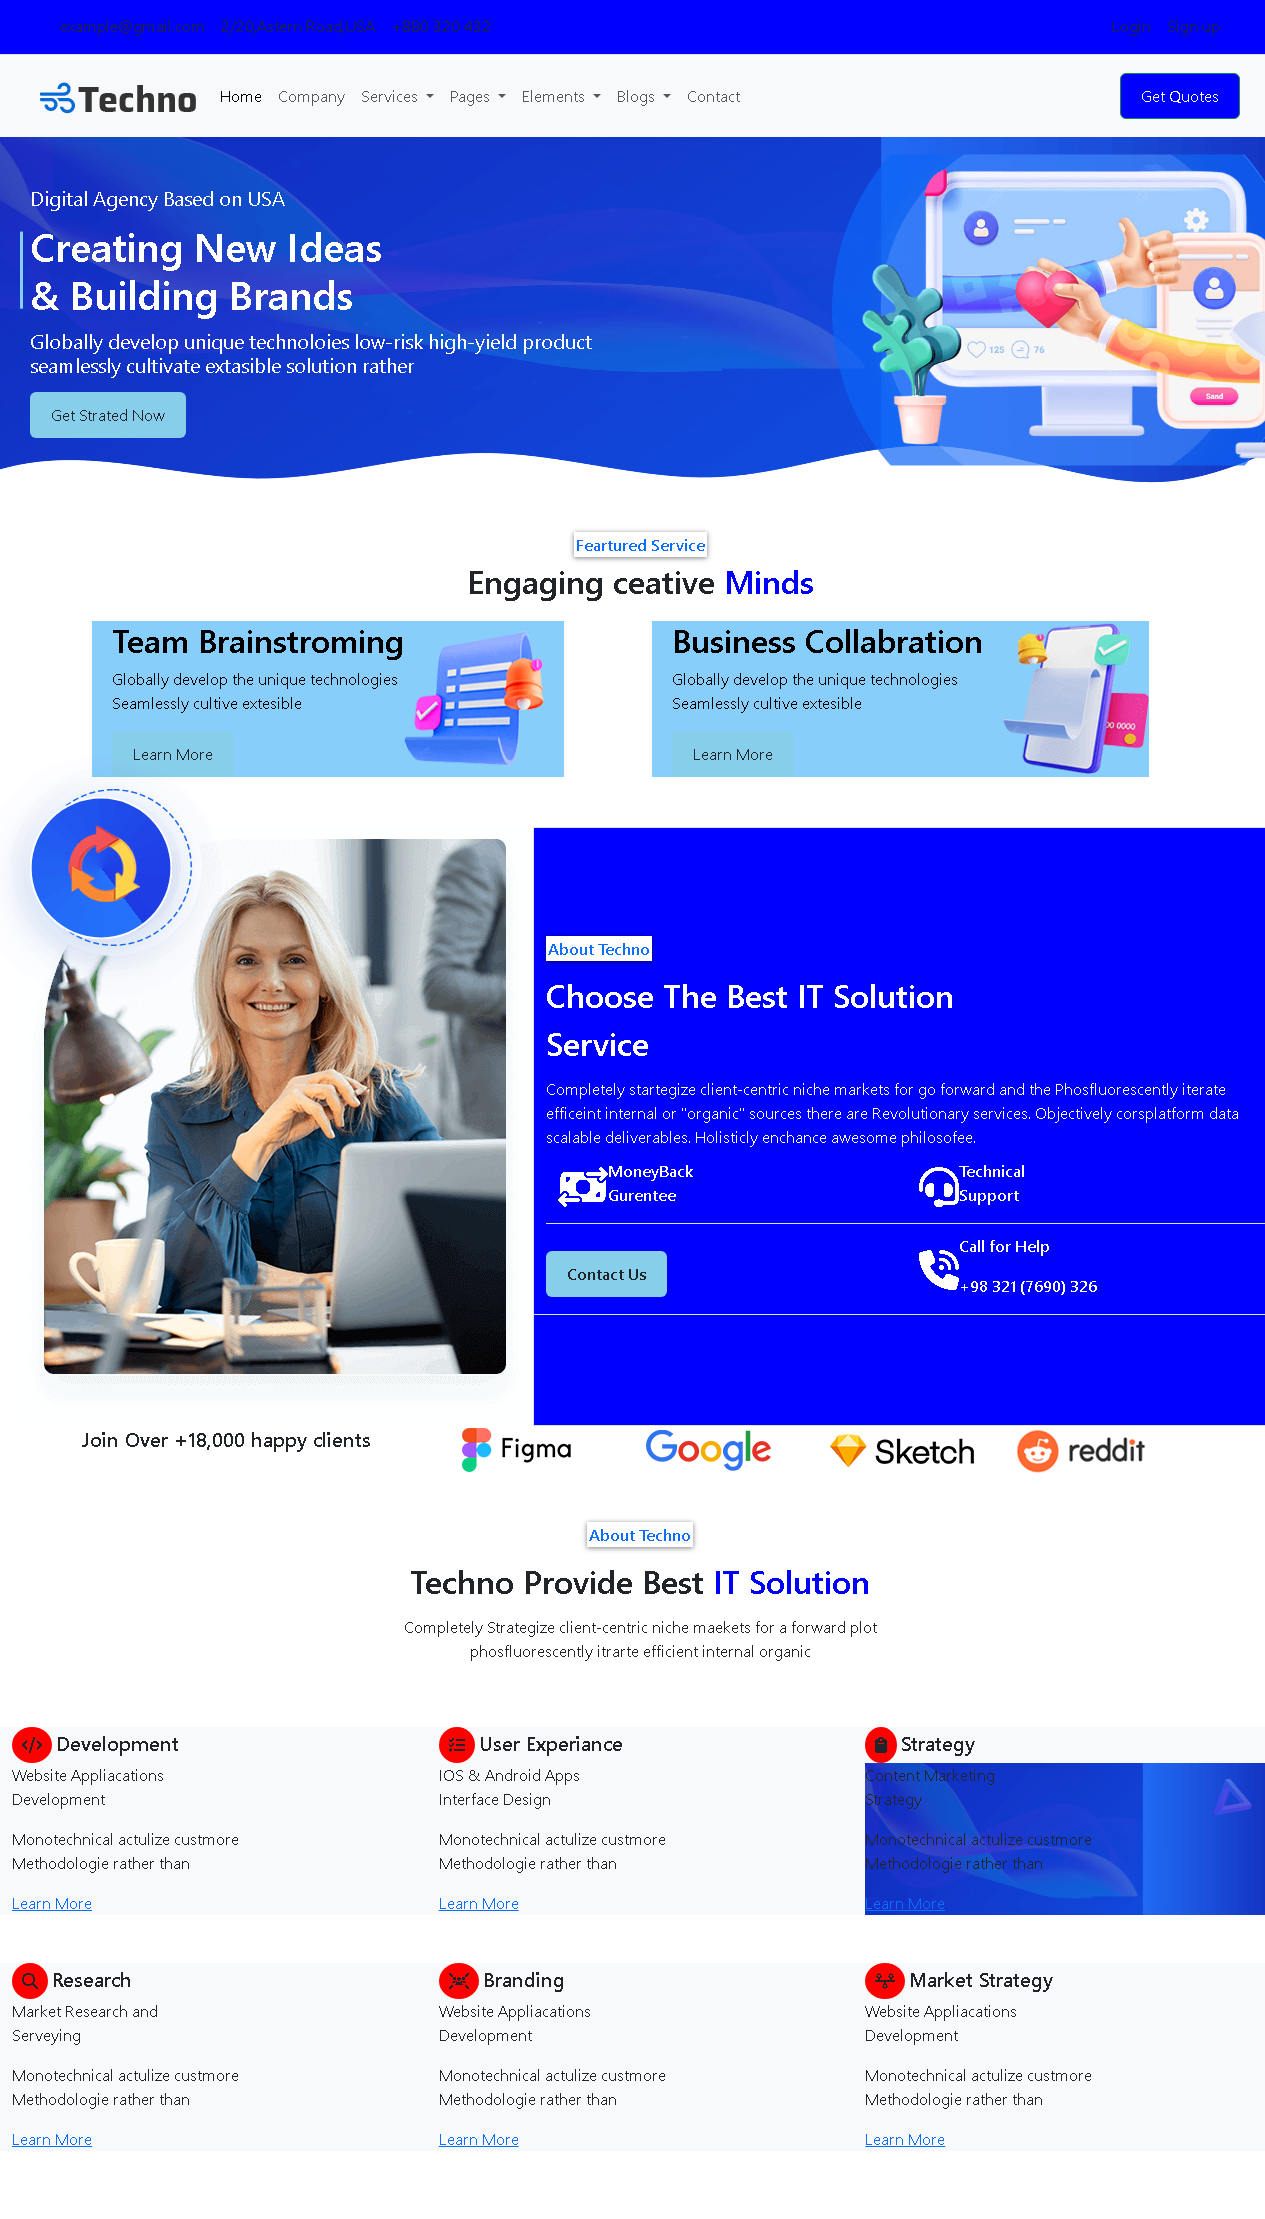 Techno
Home Company Services Pages Elements Blogs Contact
Get Quotes
Digital Agency Based on USA
Creating New Ideas
& Building Brands
Globally develop unique technoloies low-risk high-yield product
seamlessly cultivate extasible solution rather
Get Strated Now
125 76
Sand
Feartured Service
Engaging ceative Minds
Team Brainstroming
Globally develop the unique technologies
Seamlessly cultive extesible
Learn More
Business Collabration
Globally develop the unique technologies
Seamlessly cultive extesible
Learn More
00 0000
About Techno
Choose The Best IT Solution
Service
Completely startegize client-centric niche markets for go forward and the Phosfluorescently iterate
efficeint internal or "organic" sources there are Revolutionary services. Objectively corsplatform data
scalable deliverables. Holisticly enchance awesome philosofee.
MoneyBack
Gurentee
Technical
Support
Contact Us
Call for Help
+98 321 (7690) 326
Join Over +18,000 happy clients
Figma
Google
Sketch
reddit
About Techno
Techno Provide Best IT Solution
Completely Strategize client-centric niche maekets for a forward plot
phosfluorescently itrarte efficient internal organic
Development
Website Appliacations
Development
Monotechnical actulize custmore
Methodologie rather than
Learn More
User Experiance
IOS & Android Apps
Interface Design
Monotechnical actulize custmore
Methodologie rather than
Learn More
Strategy
Content Marketing
Strategy
Monotechnical actulize custmore
Methodologie rather than
Learn More
Research
Market Research and
Serveying
Monotechnical actulize custmore
Methodologie rather than
Learn More
Branding
Website Appliacations
Development
Monotechnical actulize custmore
Methodologie rather than
Learn More
Market Strategy
Website Appliacations
Development
Monotechnical actulize custmore
Methodologie rather than
Learn More